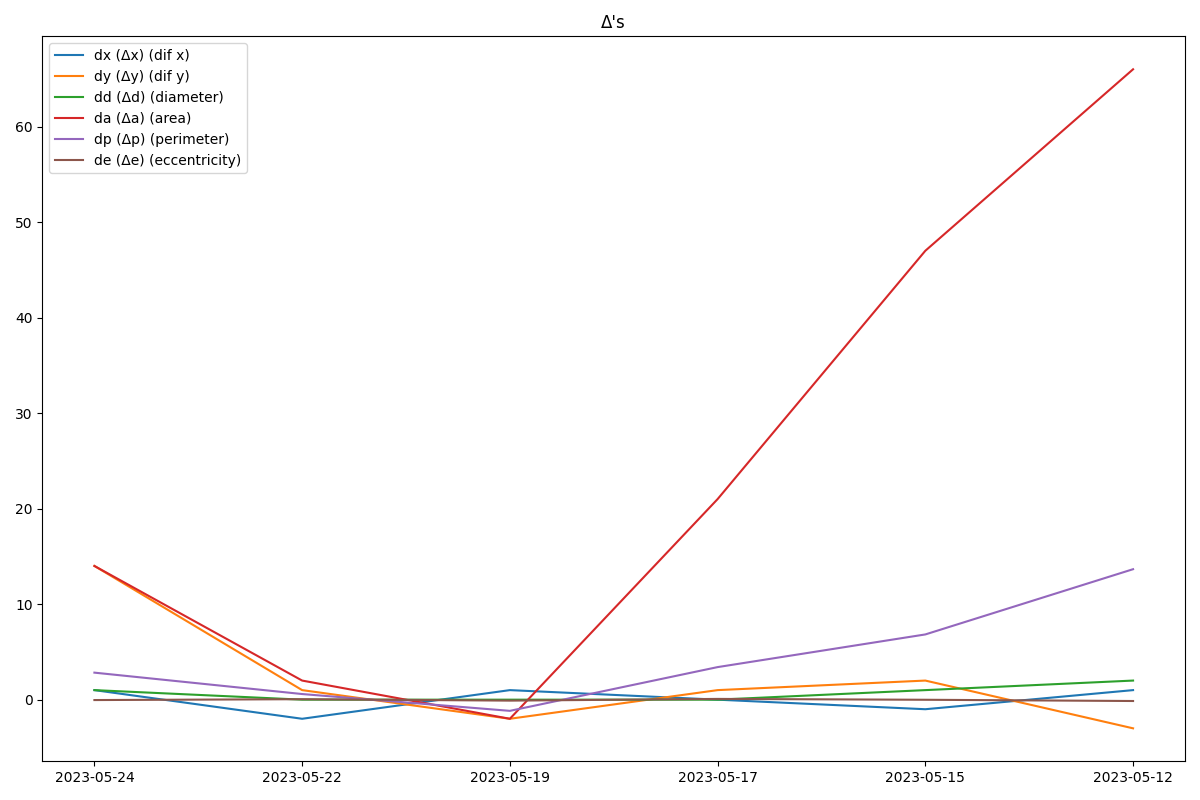 Δ's
dx (Δx) (dif x)
dy (Δy) (dif y)
dd (Δd) (diameter)
da (Δa) (area)
dp (Δp) (perimeter)
de (Δe) (eccentricity)
60
50
40
30
20
10
0
2023-05-24 2023-05-22 2023-05-19 2023-05-17 2023-05-15 2023-05-12